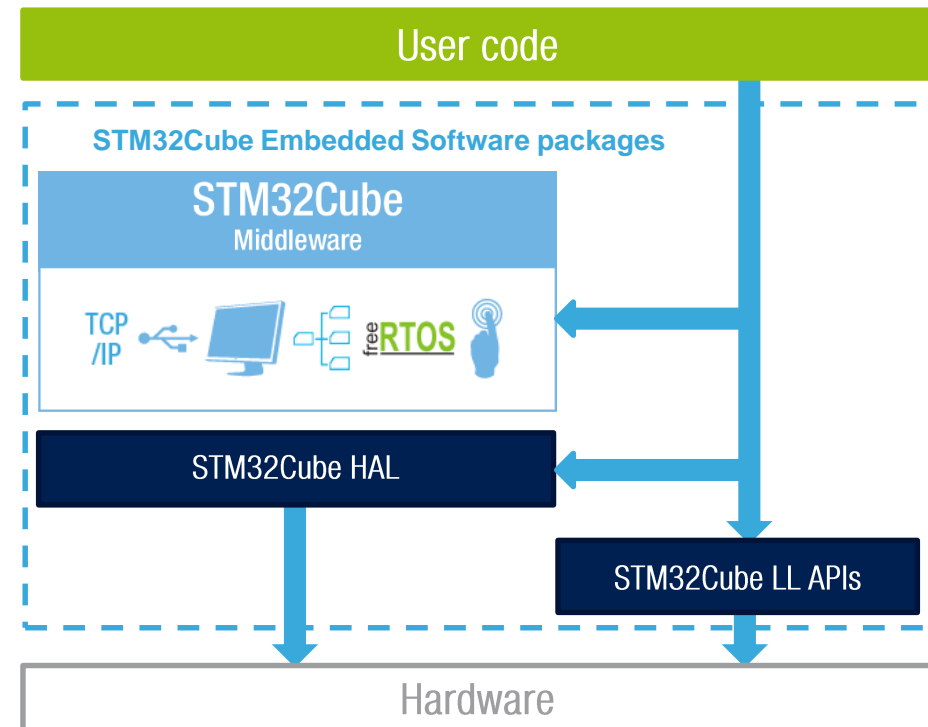 User code
STM32Cube Embedded Software packages
STM32Cube
Middleware
TCP
/IP
free
RTOS
STM32Cube HAL
STM32Cube LL APIs
Hardware